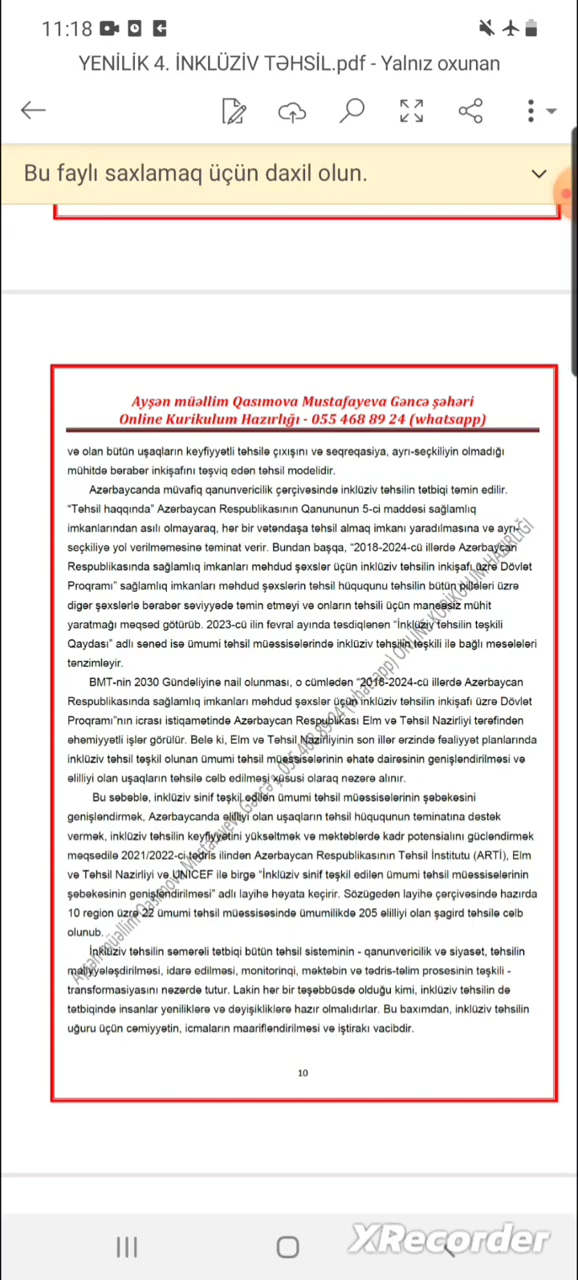 11:18
YENİLİK 4. İNKLÜZİV TƏHSİL.pdf - Yalnız oxunan
Bu faylı saxlamaq üçün daxil olun.
Ayşən müəllim Qasımova Mustafayeva Gəncə şəhəri
Online Kurikulum Hazırlığı - 055 468 89 24 (whatsapp)
və olan bütün uşaqların keyfiyyətli təhsilə çıxışını və seqreqasiya, ayrı-seçkiliyin olmadığı
mühitdə bərabər inkişafını təşviq edən təhsil modelidir.
Azərbaycanda müvafiq qanunvericilik çərçivəsində inklüziv təhsilin tətbiqi təmin edilir.
“Təhsil haqqında” Azərbaycan Respublikasının Qanununun 5-ci maddəsi sağlamlıq
imkanlarından asılı olmayaraq, hər bir vətəndaşa təhsil almaq imkanı yaradılmasına və ayrı-
seçkiliyə yol verilməməsinə təminat verir. Bundan başqa, “2018-2024-cü illərdə Azərbaycan
Respublikasında sağlamlıq imkanları məhdud şəxslər üçün inklüziv təhsilin inkişafı üzrə Dövlət
Proqramı” sağlamlıq imkanları məhdud şəxslərin təhsil hüququnu təhsilin bütün pillələri üzrə
digər şəxslərlə bərabər səviyyədə təmin etməyi və onların təhsili üçün maneəsiz mühit
yaratmağı məqsəd götürüb. 2023-cü ilin fevral ayında təsdiqlənən “İnklüziv təhsilin təşkili
Qaydası” adlı sənəd isə ümumi təhsil müəssisələrində inklüziv təhsilin təşkili ilə bağlı məsələləri
tənzimləyir.
BMT-nin 2030 Gündəliyinə nail olunması, o cümlədən “2018-2024-cü illərdə Azərbaycan
Respublikasında sağlamlıq imkanları məhdud şəxslər üçün inklüziv təhsilin inkişafı üzrə Dövlət
Proqramı”nın icrası istiqamətində Azərbaycan Respublikası Elm və Təhsil Nazirliyi tərəfindən
əhəmiyyətli işlər görülür. Belə ki, Elm və Təhsil Nazirliyinin son illər ərzində fəaliyyət planlarında
inklüziv təhsil təşkil olunan ümumi təhsil müəssisələrinin əhatə dairəsinin genişləndirilməsi və
əlilliyi olan uşaqların təhsilə cəlb edilməsi xüsusi olaraq nəzərə alınır.
Bu səbəblə, inklüziv sinif təşkil edilən ümumi təhsil müəssisələrinin şəbəkəsini
genişləndirmək, Azərbaycanda əlilliyi olan uşaqların təhsil hüququnun təminatına dəstək
vermək, inklüziv təhsilin keyfiyyətini yüksəltmək və məktəblərdə kadr potensialını gücləndirmək
məqsədilə 2021/2022-ci tədris ilindən Azərbaycan Respublikasının Təhsil İnstitutu (ARTİ), Elm
və Təhsil Nazirliyi və UNICEF ilə birgə “İnklüziv sinif təşkil edilən ümumi təhsil müəssisələrinin
şəbəkəsinin genişləndirilməsi” adlı layihə həyata keçirir. Sözügedən layihə çərçivəsində hazırda
10 region üzrə 22 ümumi təhsil müəssisəsində ümumilikdə 205 əlilliyi olan şagird təhsilə cəlb
olunub.
İnklüziv təhsilin səmərəli tətbiqi bütün təhsil sisteminin - qanunvericilik və siyasət, təhsilin
maliyyələşdirilməsi, idarə edilməsi, monitorinqi, məktəbin və tədris-təlim prosesinin təşkili -
transformasiyasını nəzərdə tutur. Lakin hər bir təşəbbüsdə olduğu kimi, inklüziv təhsilin də
tətbiqində insanlar yeniliklərə və dəyişikliklərə hazır olmalıdırlar. Bu baxımdan, inklüziv təhsilin
uğuru üçün cəmiyyətin, icmaların maarifləndirilməsi və iştirakı vacibdir.
Ayşən müəllim Qasımova Mustafayeva Gəncə ş 055 468 89 24 (whatsapp) ONLINE KURİKULUM HAZIRLIĞI
10
XRecorder